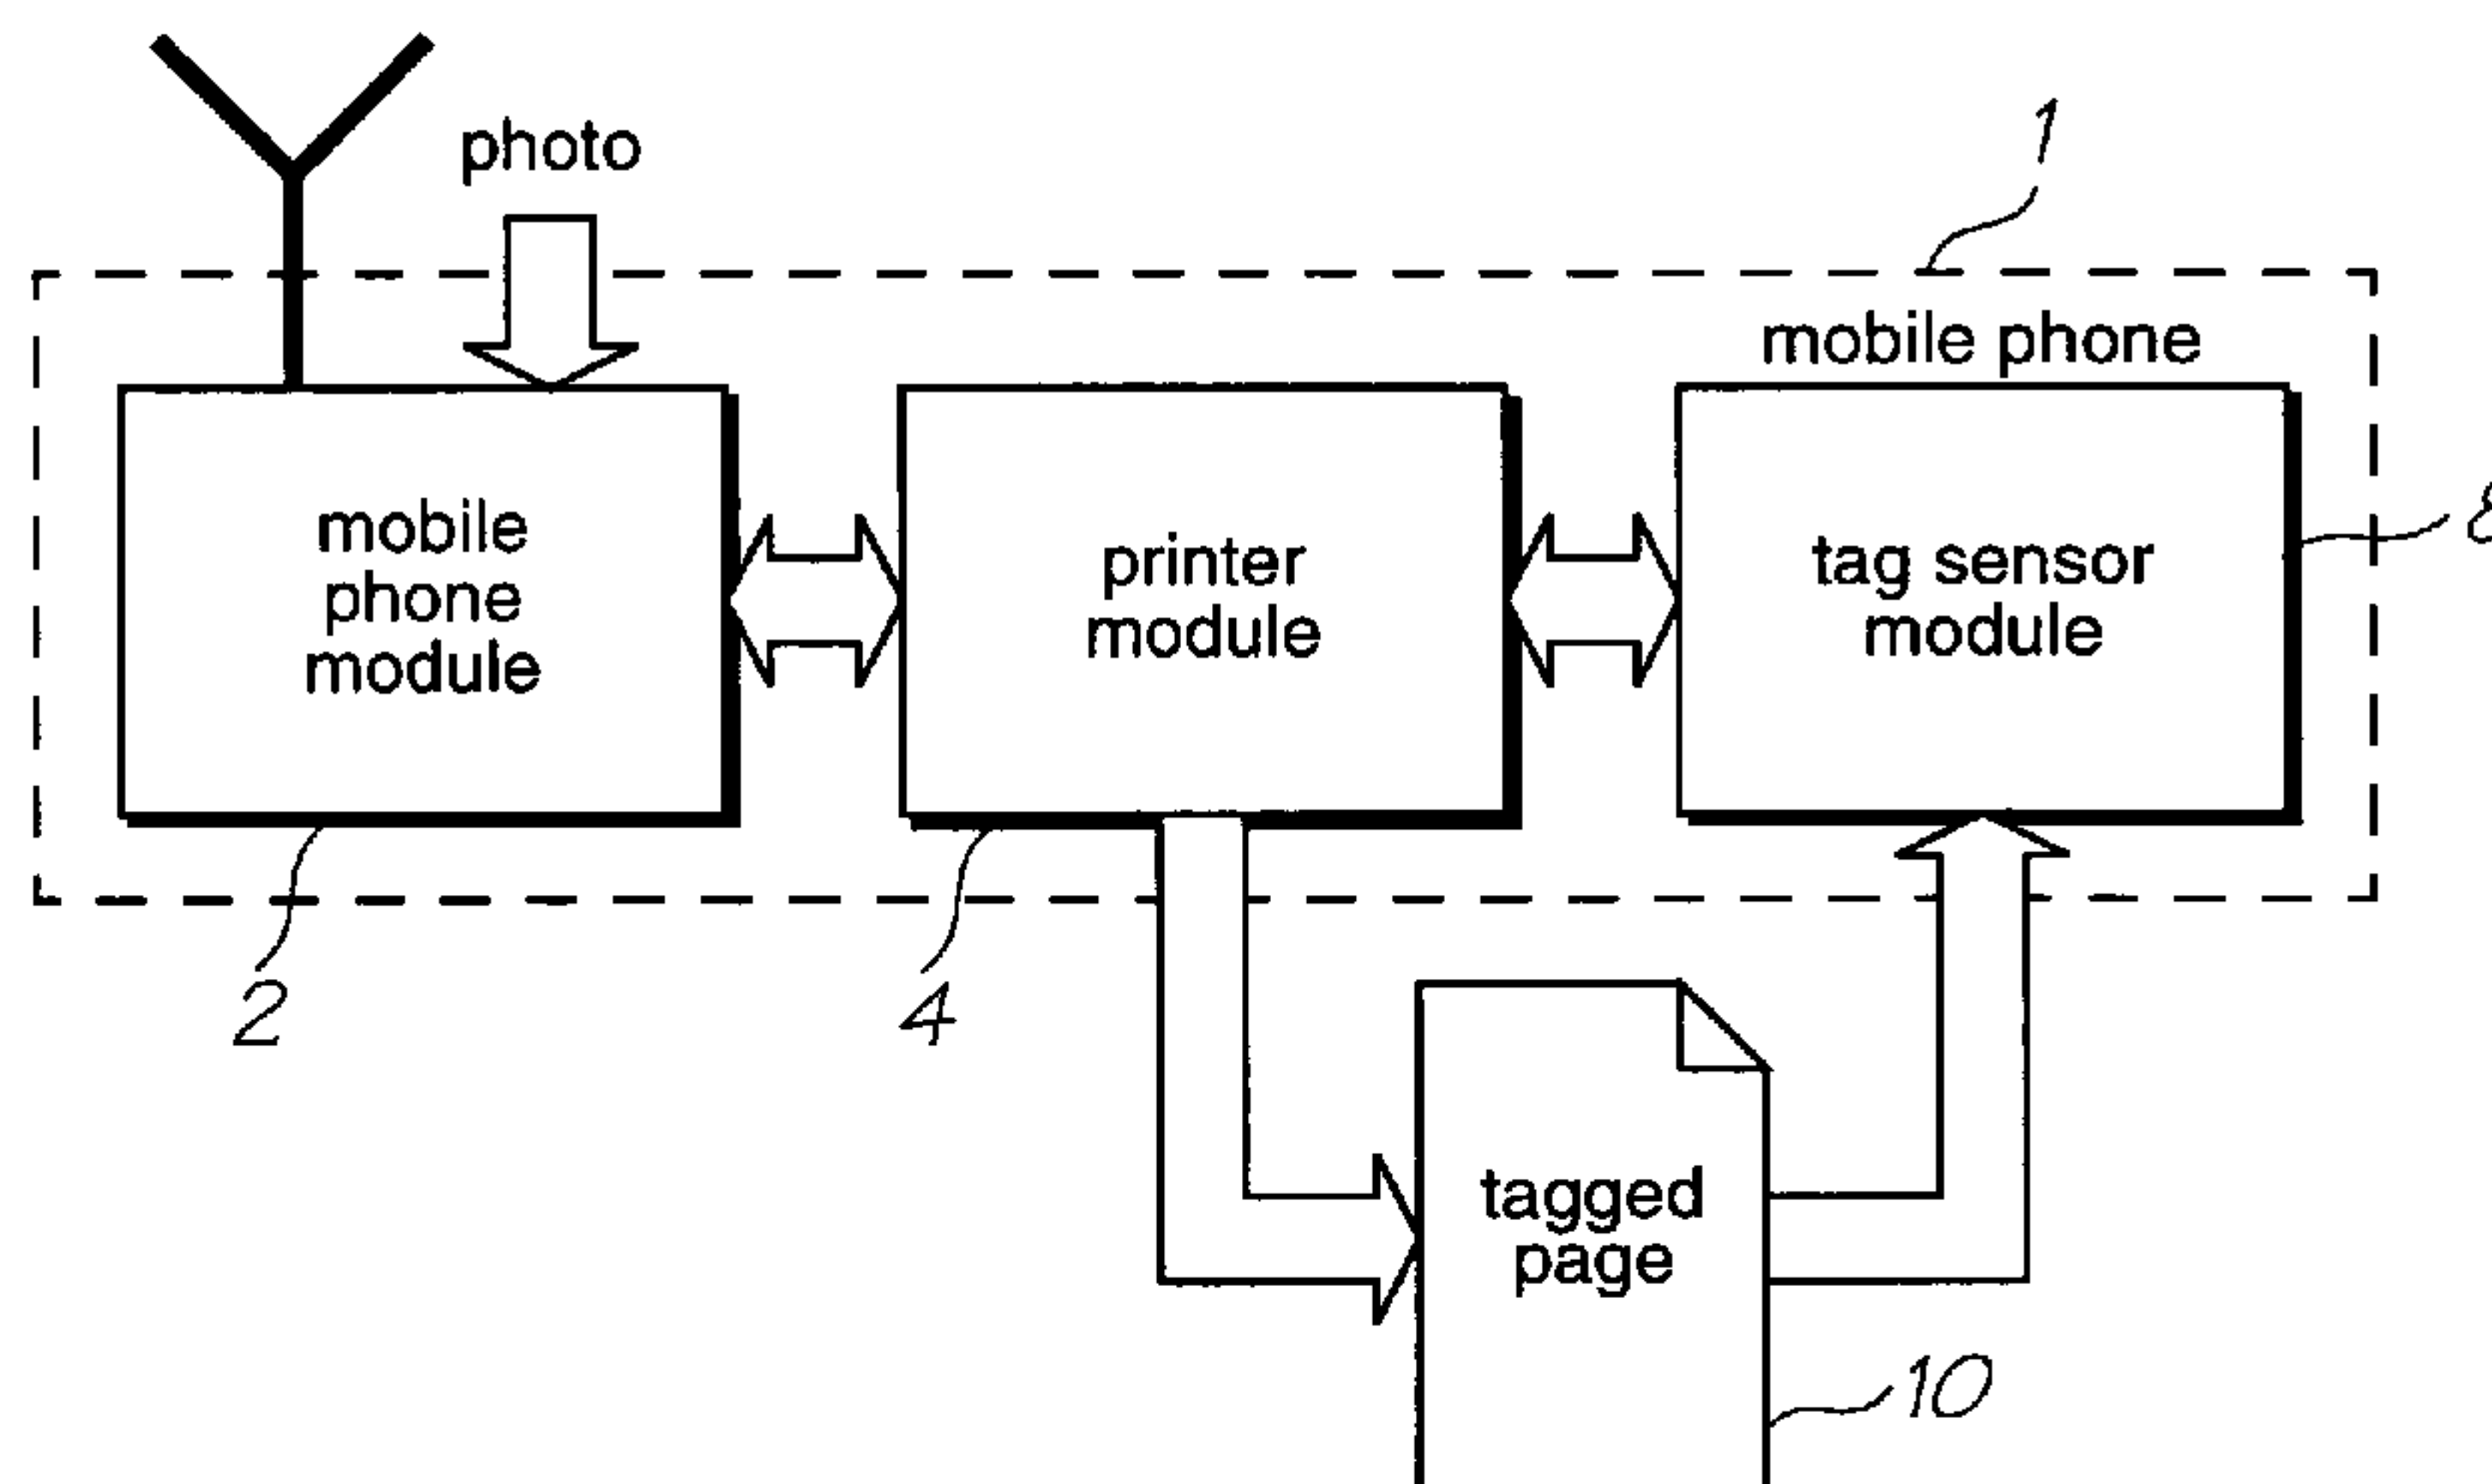 photo
1
mobile phone
mobile
phone
module
printer
module
tag sensor
module
2
4
tagged
page
10